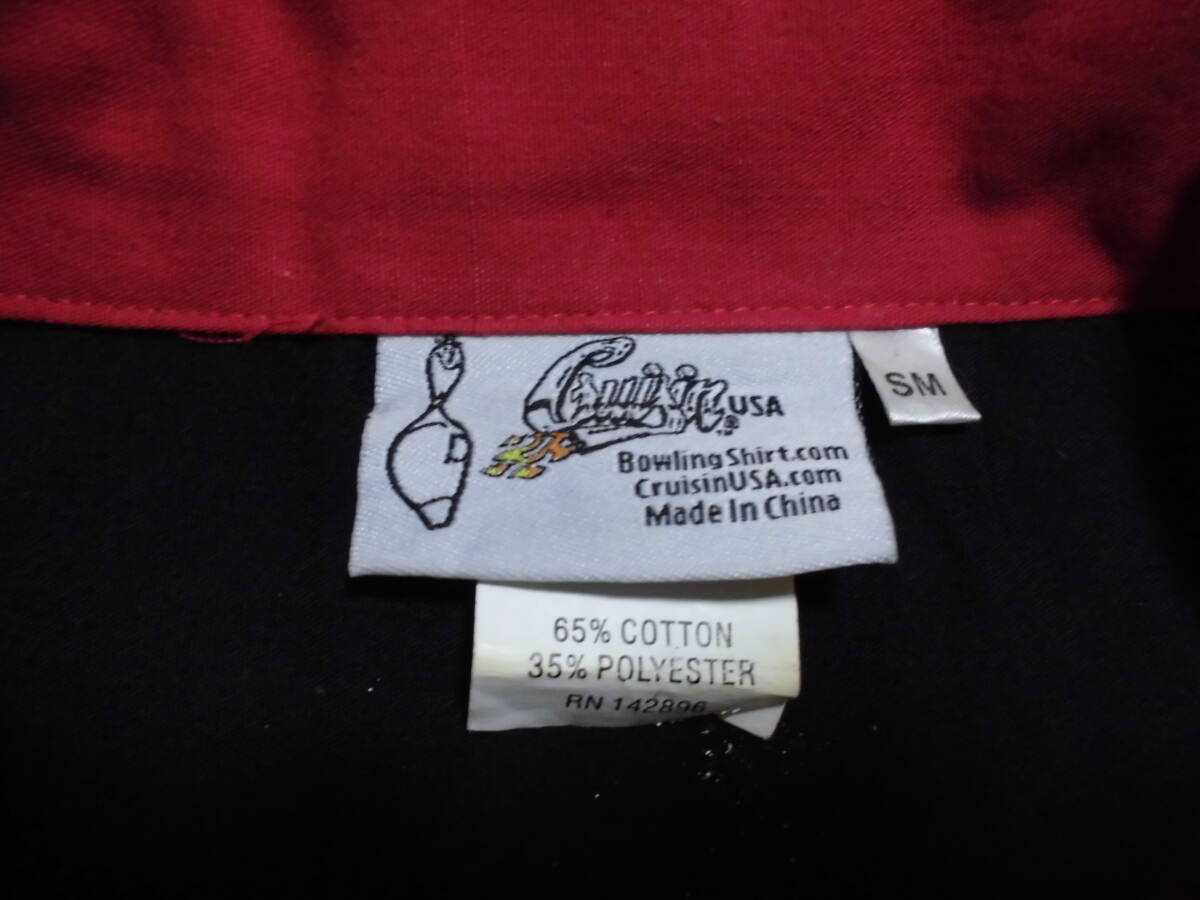 Cruisin USA
®
BowlingShirt.com
CruisinUSA.com
Made In China
SM
65% COTTON
35% POLYESTER
RN 142896